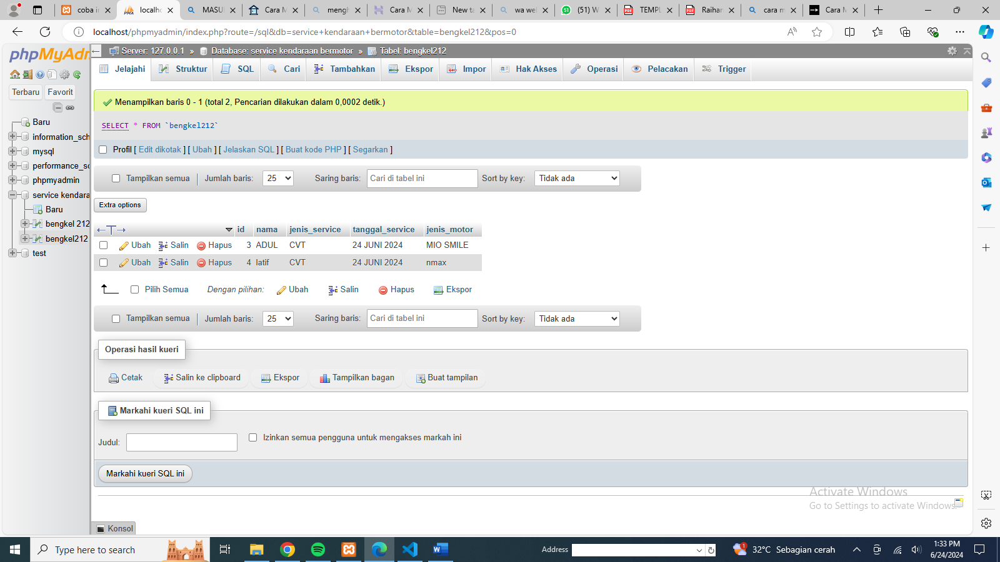 coba ir
localho
MASUI
Cara M
mengh
Cara M
New ta
wa wel
(51) W
TEMPL
Raihan
cara m
Cara M
localhost/phpmyadmin/index.php?route=/sql&db=service+kendaraan+bermotor&table=bengkel212&pos=0
phpMyAdm
Server: 127.0.0.1 » Database: service kendaraan bermotor » Tabel: bengkel212
Jelajahi Struktur SQL Cari Tambahkan Ekspor Impor Hak Akses Operasi Pelacakan Trigger
Terbaru Favorit
Baru
information_sch
mysql
performance_sc
phpmyadmin
service kendara
Baru
bengkel 212
bengkel212
test
Menampilkan baris 0 - 1 (total 2, Pencarian dilakukan dalam 0,0002 detik.)
SELECT * FROM `bengkel212`
Profil [ Edit dikotak ] [ Ubah ] [ Jelaskan SQL ] [ Buat kode PHP ] [ Segarkan ]
Tampilkan semua Jumlah baris: 25 Saring baris: Cari di tabel ini Sort by key: Tidak ada
Extra options
←T→ id nama jenis_service tanggal_service jenis_motor
Ubah Salin Hapus 3 ADUL CVT 24 JUNI 2024 MIO SMILE
Ubah Salin Hapus 4 latif CVT 24 JUNI 2024 nmax
Pilih Semua Dengan pilihan: Ubah Salin Hapus Ekspor
Tampilkan semua Jumlah baris: 25 Saring baris: Cari di tabel ini Sort by key: Tidak ada
Operasi hasil kueri
Cetak Salin ke clipboard Ekspor Tampilkan bagan Buat tampilan
Markahi kueri SQL ini
Judul: Izinkan semua pengguna untuk mengakses markah ini
Markahi kueri SQL ini
Activate Windows
Go to Settings to activate Windows.
Konsol
Type here to search
Address
1
32°C Sebagian cerah
1:33 PM
6/24/2024